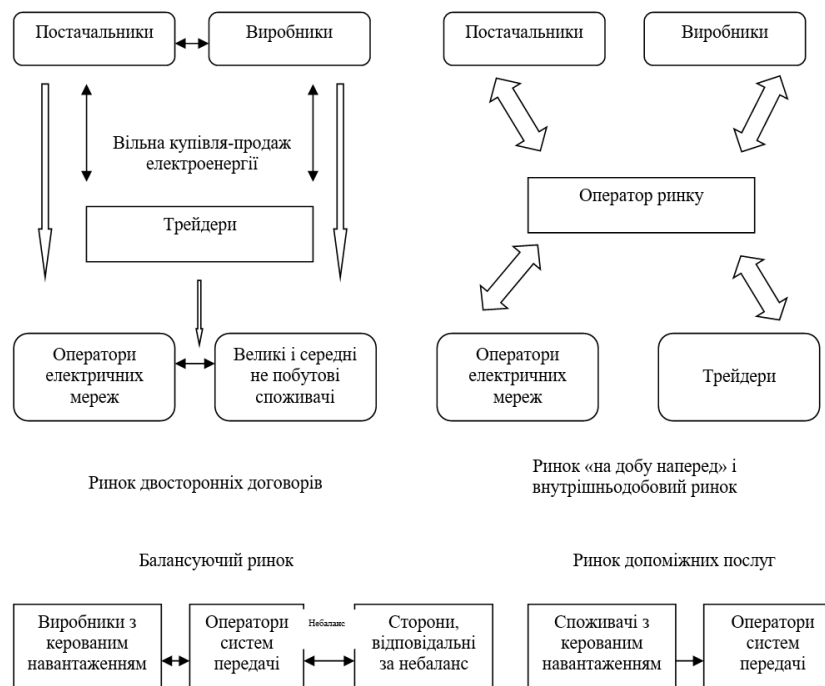 Постачальники
Виробники
Вільна купівля-продаж
електроенергії
Трейдери
Оператори
електричних
мереж
Великі і середні
не побутові
споживачі
Ринок двосторонніх договорів
Постачальники
Виробники
Оператор ринку
Оператори
електричних
мереж
Трейдери
Ринок «на добу наперед» і
внутрішньодобовий ринок
Балансуючий ринок
Виробники з
керованим
навантаженням
Оператори
систем
передачі
Небаланс
Сторони,
відповідальні
за небаланс
Ринок допоміжних послуг
Споживачі з
керованим
навантаженням
Оператори
систем
передачі